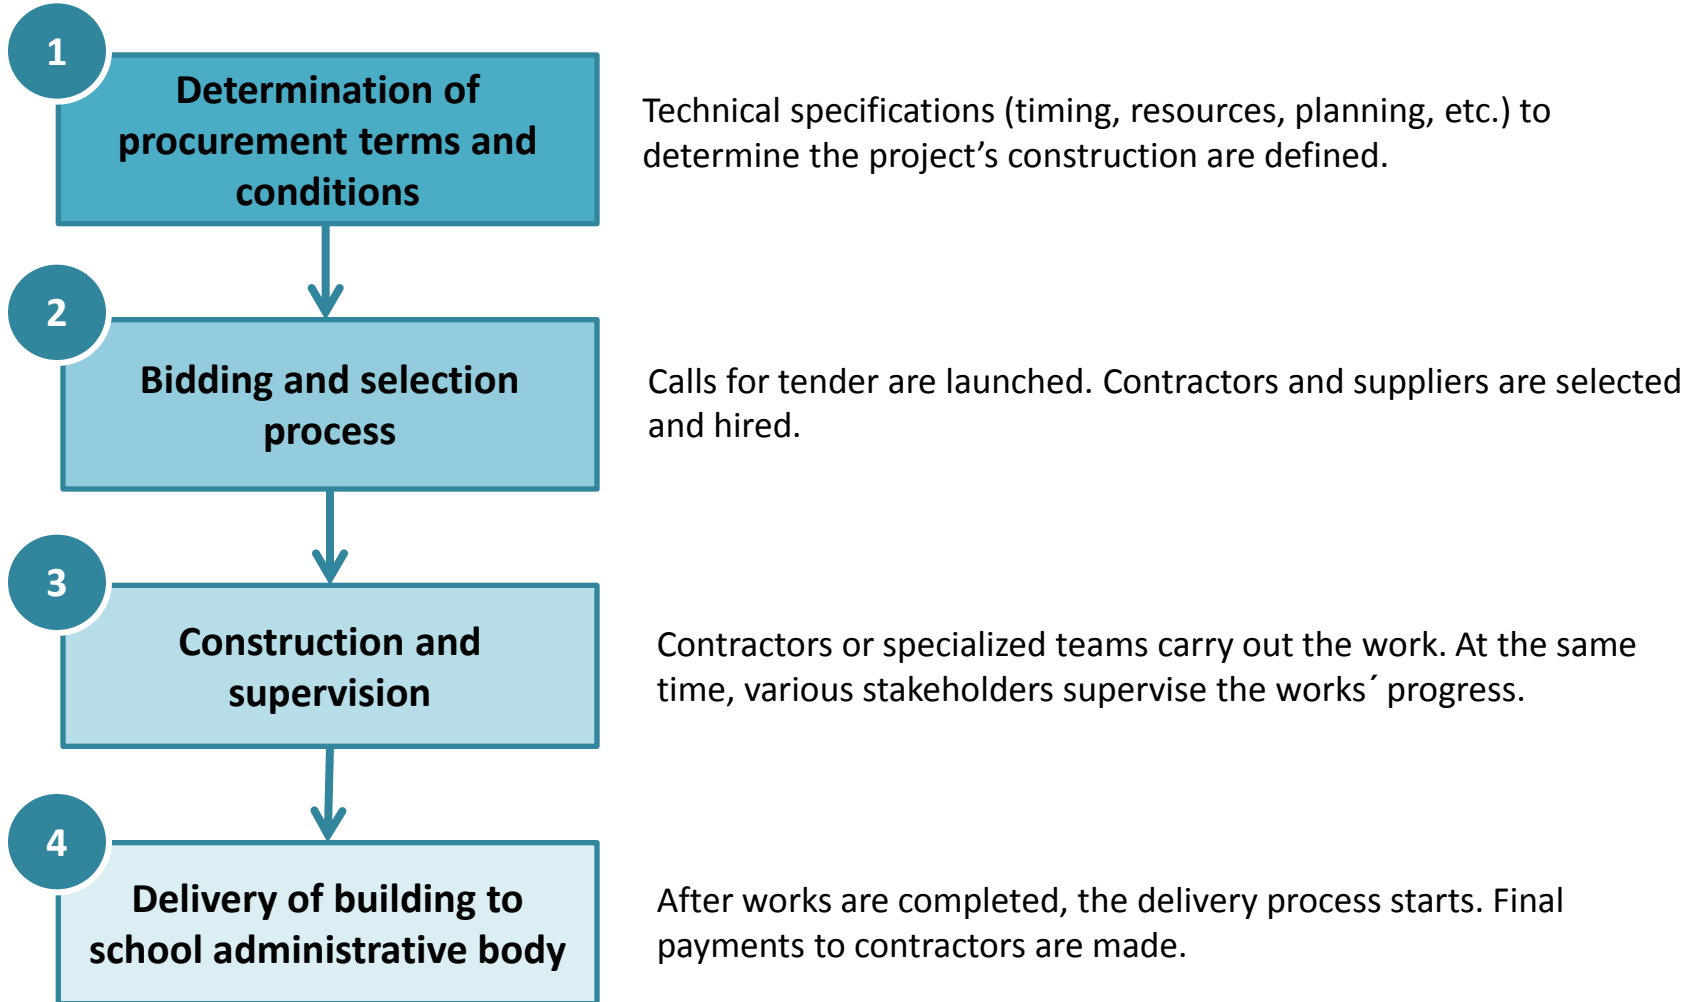 1
Determination of
procurement terms and
conditions
Technical specifications (timing, resources, planning, etc.) to
determine the project’s construction are defined.
2
Bidding and selection
process
Calls for tender are launched. Contractors and suppliers are selected
and hired.
3
Construction and
supervision
Contractors or specialized teams carry out the work. At the same
time, various stakeholders supervise the works´ progress.
4
Delivery of building to
school administrative body
After works are completed, the delivery process starts. Final
payments to contractors are made.